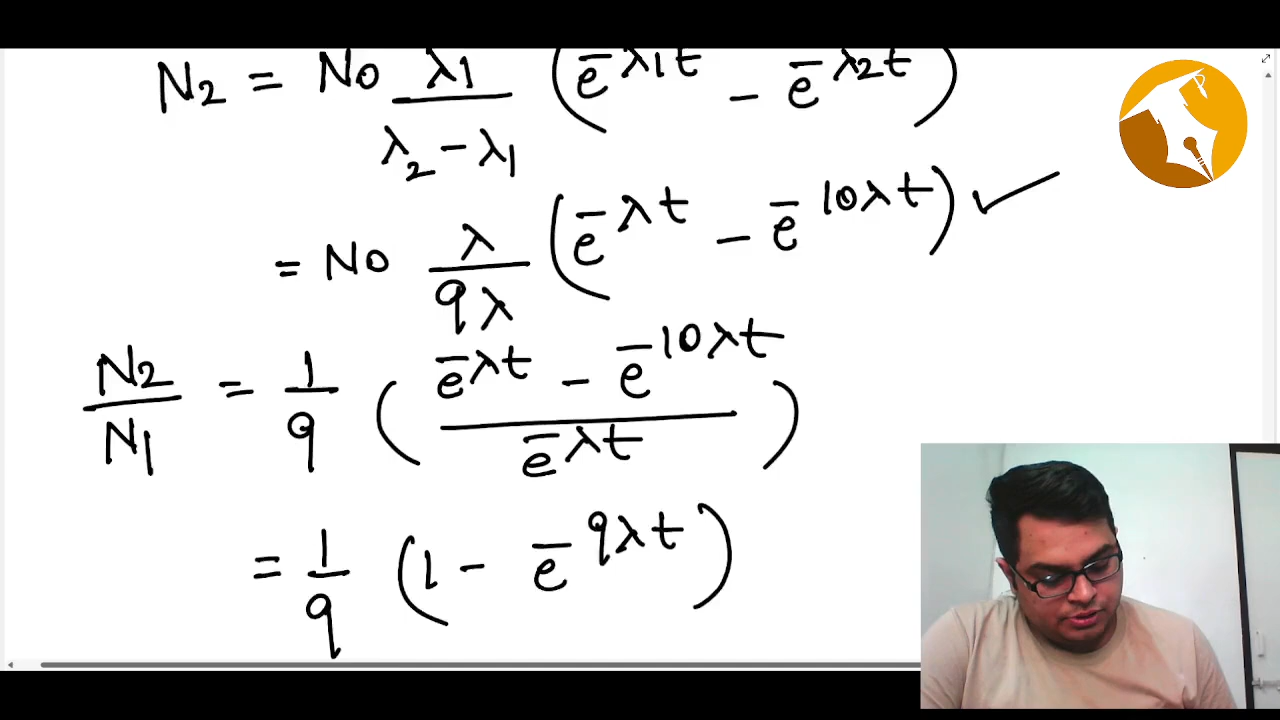 N₂ = N₀ λ₁/(λ₂ - λ₁) (e^-λ₁t - e^-λ₂t)
= N₀ λ/9λ (e^-λt - e^-10λt) ✓
N₂/N₁ = 1/9 ((e^-λt - e^-10λt)/e^-λt)
= 1/9 (1 - e^-9λt)